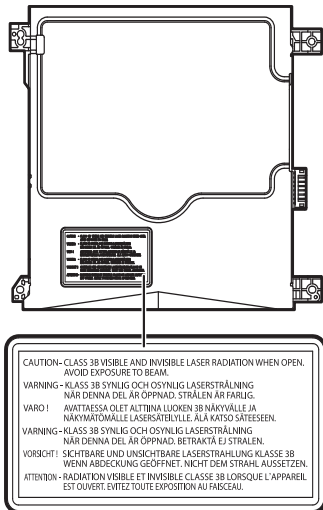 CAUTION - CLASS 3B VISIBLE AND INVISIBLE LASER RADIATION WHEN OPEN.
AVOID EXPOSURE TO BEAM.
VARNING - KLASS 3B SYNLIG OCH OSYNLIG LASERSTRÅLNING
NÄR DENNA DEL ÄR ÖPPNAD. STRÅLEN ÄR FARLIG.
VARO ! AVATTAESSA OLET ALTTIINA LUOKEN 3B NÄKYVÄLLE JA
NÄKYMÄTÖMÄLLE LASERSÄTEILYLLE. ÄLÄ KATSO SÄTEESEEN.
VARNING - KLASS 3B SYNLIG OCH OSYNLIG LASERSTRÅLNING
NÄR DENNA DEL ÄR ÖPPNAD. BETRAKTA EJ STRALEN.
VORSICHT ! SICHTBARE UND UNSICHTBARE LASERSTRAHLUNG KLASSE 3B
WENN ABDECKUNG GEÖFFNET. NICHT DEM STRAHL AUSSETZEN.
ATTENTION - RADIATION VISIBLE ET INVISIBLE CLASSE 3B LORSQUE L'APPAREIL
EST OUVERT. EVITEZ TOUTE EXPOSITION AU FAISCEAU.